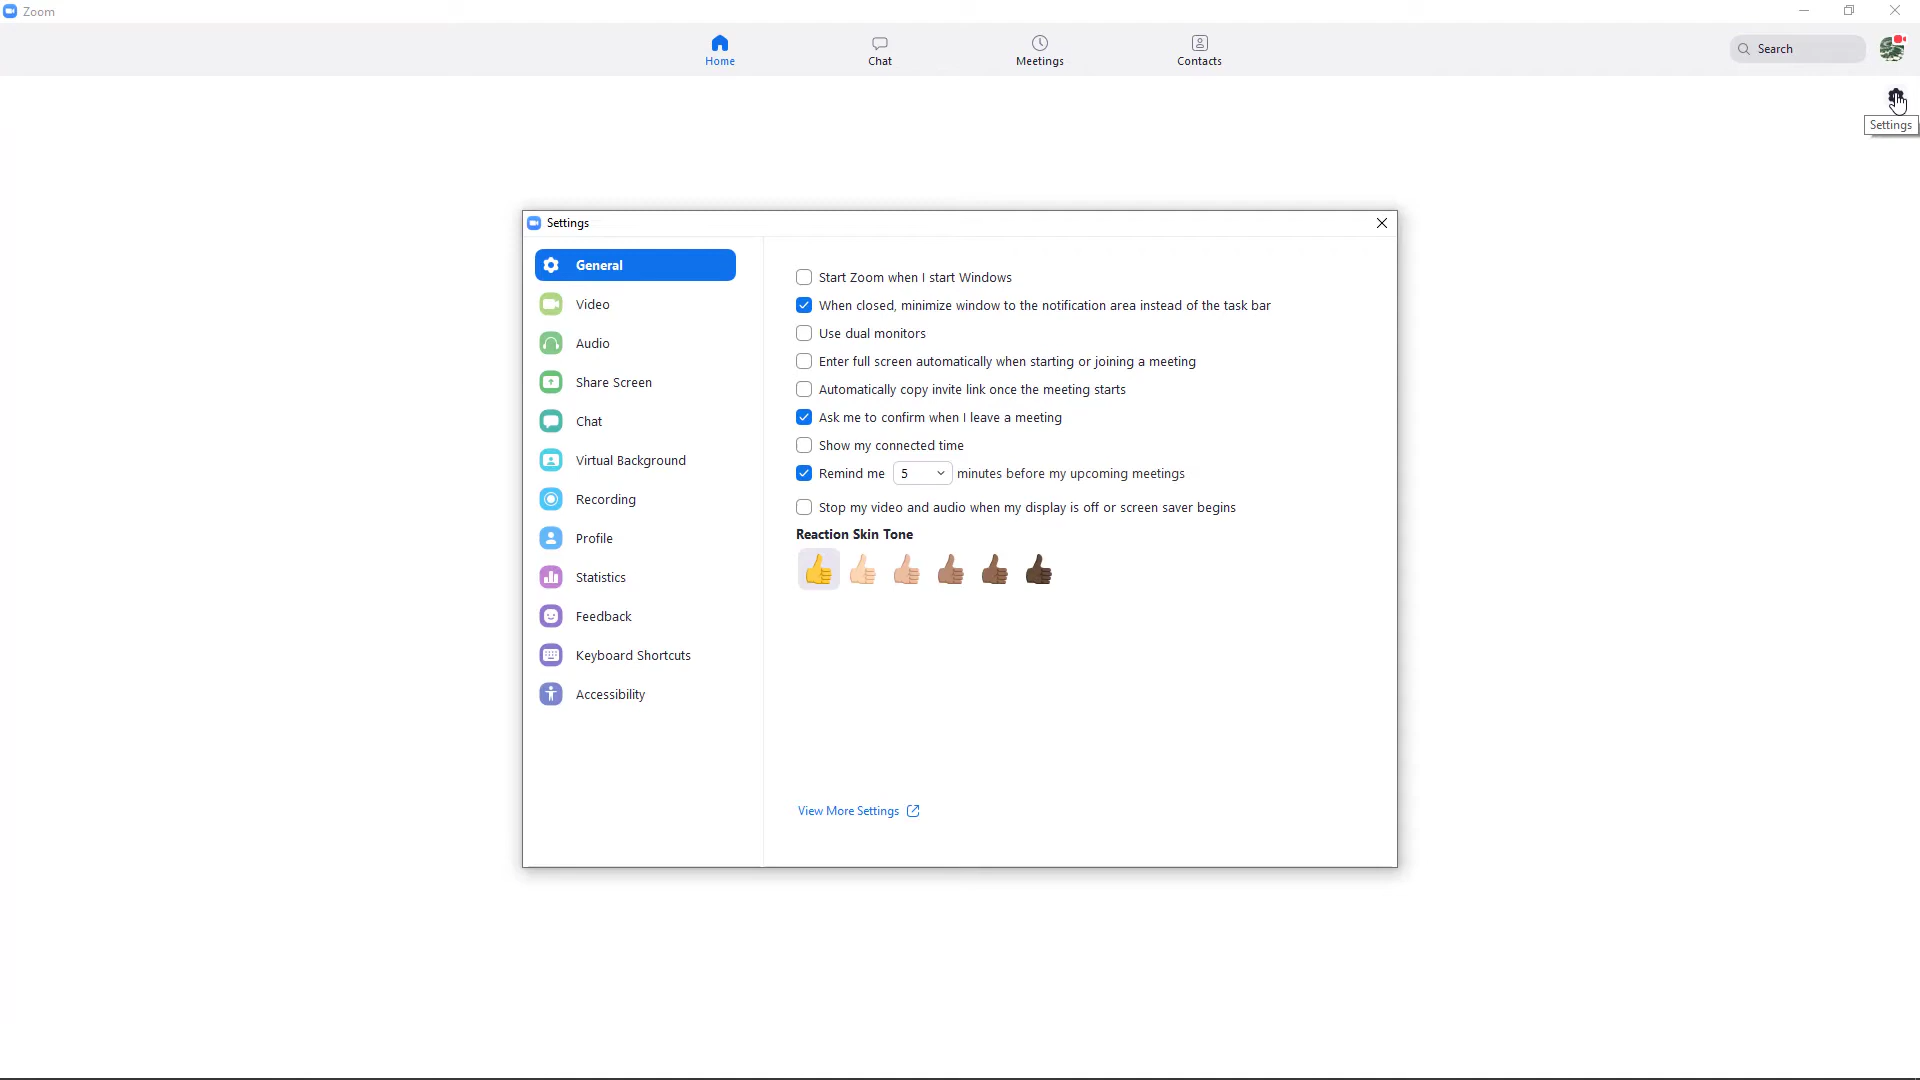 Zoom
Home
Chat
Meetings
Contacts
Search
Settings
Settings
General
Video
Audio
Share Screen
Chat
Virtual Background
Recording
Profile
Statistics
Feedback
Keyboard Shortcuts
Accessibility
Start Zoom when I start Windows
When closed, minimize window to the notification area instead of the task bar
Use dual monitors
Enter full screen automatically when starting or joining a meeting
Automatically copy invite link once the meeting starts
Ask me to confirm when I leave a meeting
Show my connected time
Remind me 5 minutes before my upcoming meetings
Stop my video and audio when my display is off or screen saver begins
Reaction Skin Tone
View More Settings